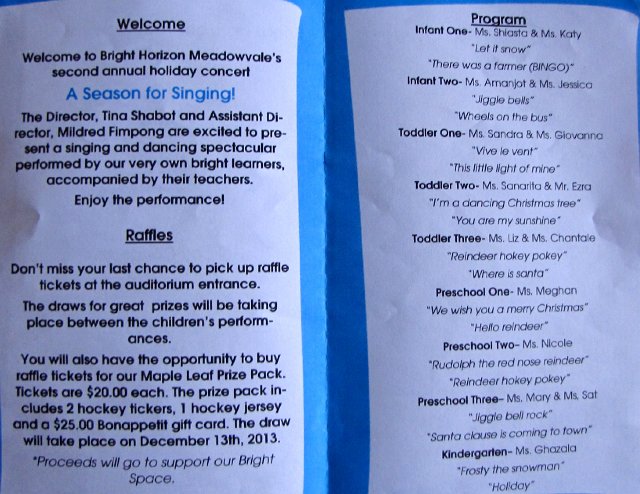 Welcome
Welcome to Bright Horizon Meadowvale's
second annual holiday concert
A Season for Singing!
The Director, Tina Shabot and Assistant Di-
rector, Mildred Fimpong are excited to pre-
sent a singing and dancing spectacular
performed by our very own bright learners,
accompanied by their teachers.
Enjoy the performance!
Raffles
Don't miss your last chance to pick up raffle
tickets at the auditorium entrance.
The draws for great prizes will be taking
place between the children's perform-
ances.
You will also have the opportunity to buy
raffle tickets for our Maple Leaf Prize Pack.
Tickets are $20.00 each. The prize pack in-
cludes 2 hockey tickers, 1 hockey jersey
and a $25.00 Bonappetit gift card. The draw
will take place on December 13th, 2013.
*Proceeds will go to support our Bright
Space.
Program
Infant One- Ms. Shiasta & Ms. Katy
"Let it snow"
"There was a farmer (BINGO)"
Infant Two- Ms. Amanjot & Ms. Jessica
"Jiggle bells"
"Wheels on the bus"
Toddler One- Ms. Sandra & Ms. Giovanna
"Vive le vent"
"This little light of mine"
Toddler Two- Ms. Sanarita & Mr. Ezra
"I'm a dancing Christmas tree"
"You are my sunshine"
Toddler Three- Ms. Liz & Ms. Chantale
"Reindeer hokey pokey"
"Where is santa"
Preschool One- Ms. Meghan
"We wish you a merry Christmas"
"Hello reindeer"
Preschool Two- Ms. Nicole
"Rudolph the red nose reindeer"
"Reindeer hokey pokey"
Preschool Three- Ms. Mary & Ms, Sat
"Jiggle bell rock"
"Santa clause is coming to town"
Kindergarten- Ms. Ghazala
"Frosty the snowman"
"Holiday"